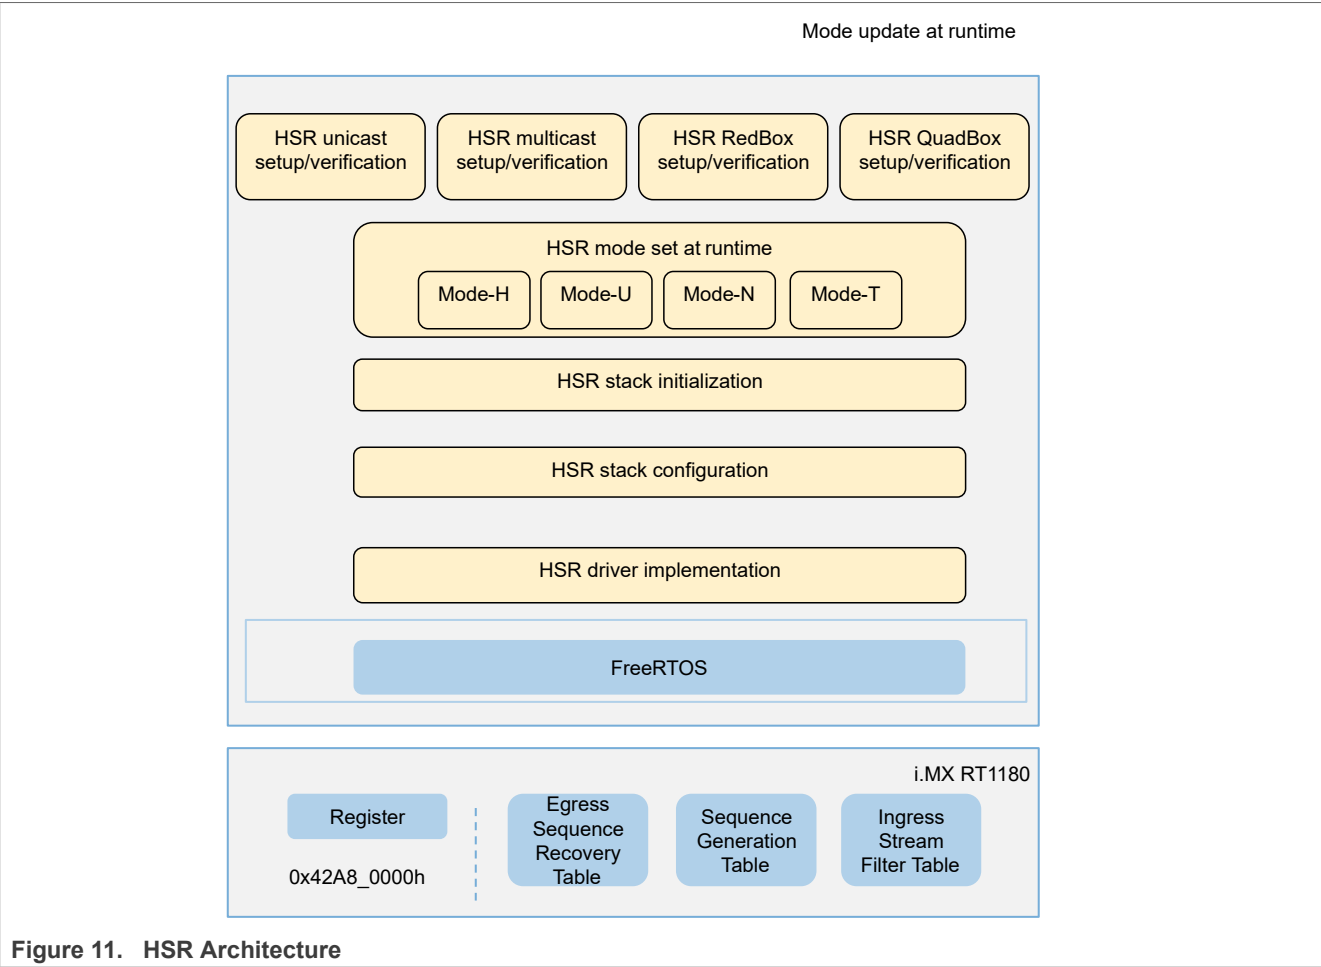 Mode update at runtime
HSR unicast
setup/verification
HSR multicast
setup/verification
HSR RedBox
setup/verification
HSR QuadBox
setup/verification
HSR mode set at runtime
Mode-H
Mode-U
Mode-N
Mode-T
HSR stack initialization
HSR stack configuration
HSR driver implementation
FreeRTOS
i.MX RT1180
Register
0x42A8_0000h
Egress
Sequence
Recovery
Table
Sequence
Generation
Table
Ingress
Stream
Filter Table
Figure 11. HSR Architecture